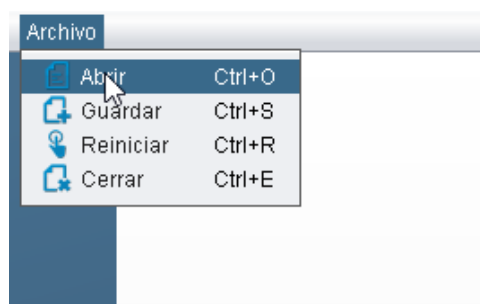 Archivo
Abrir Ctrl+O
Guardar Ctrl+S
Reiniciar Ctrl+R
Cerrar Ctrl+E